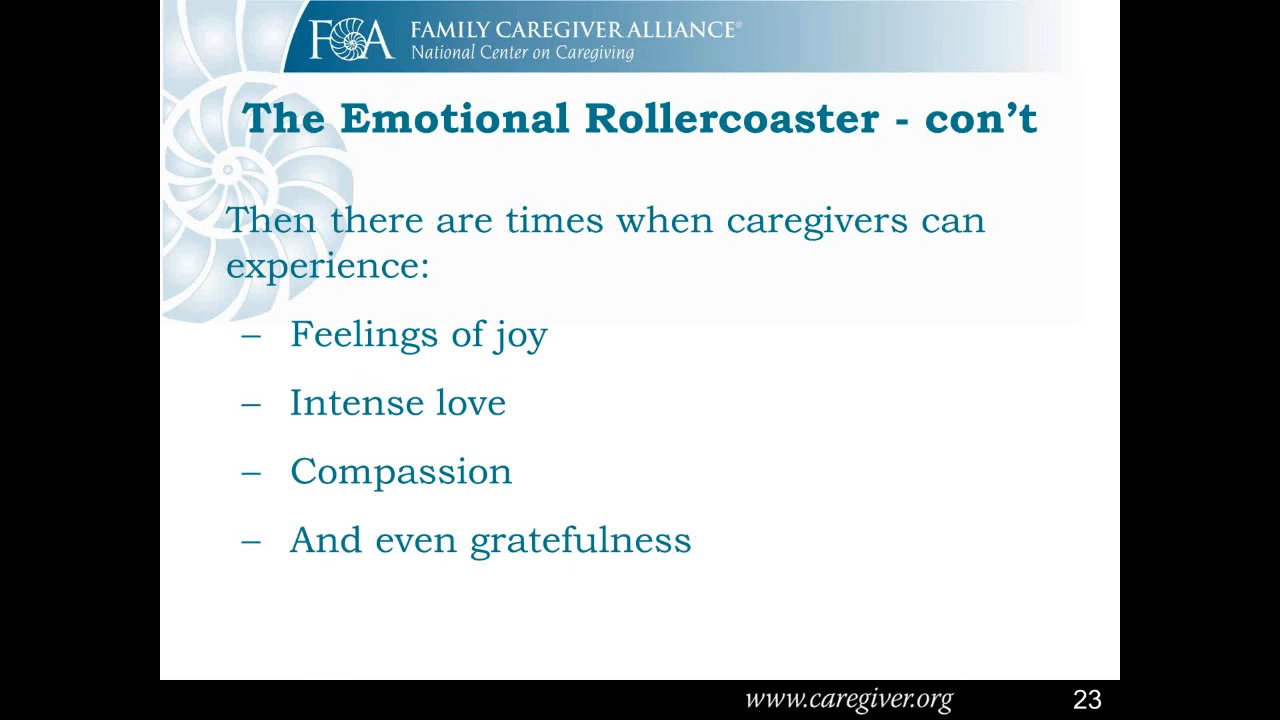 FCA FAMILY CAREGIVER ALLIANCE®
National Center on Caregiving
The Emotional Rollercoaster - con’t
Then there are times when caregivers can
experience:
– Feelings of joy
– Intense love
– Compassion
– And even gratefulness
www.caregiver.org 23